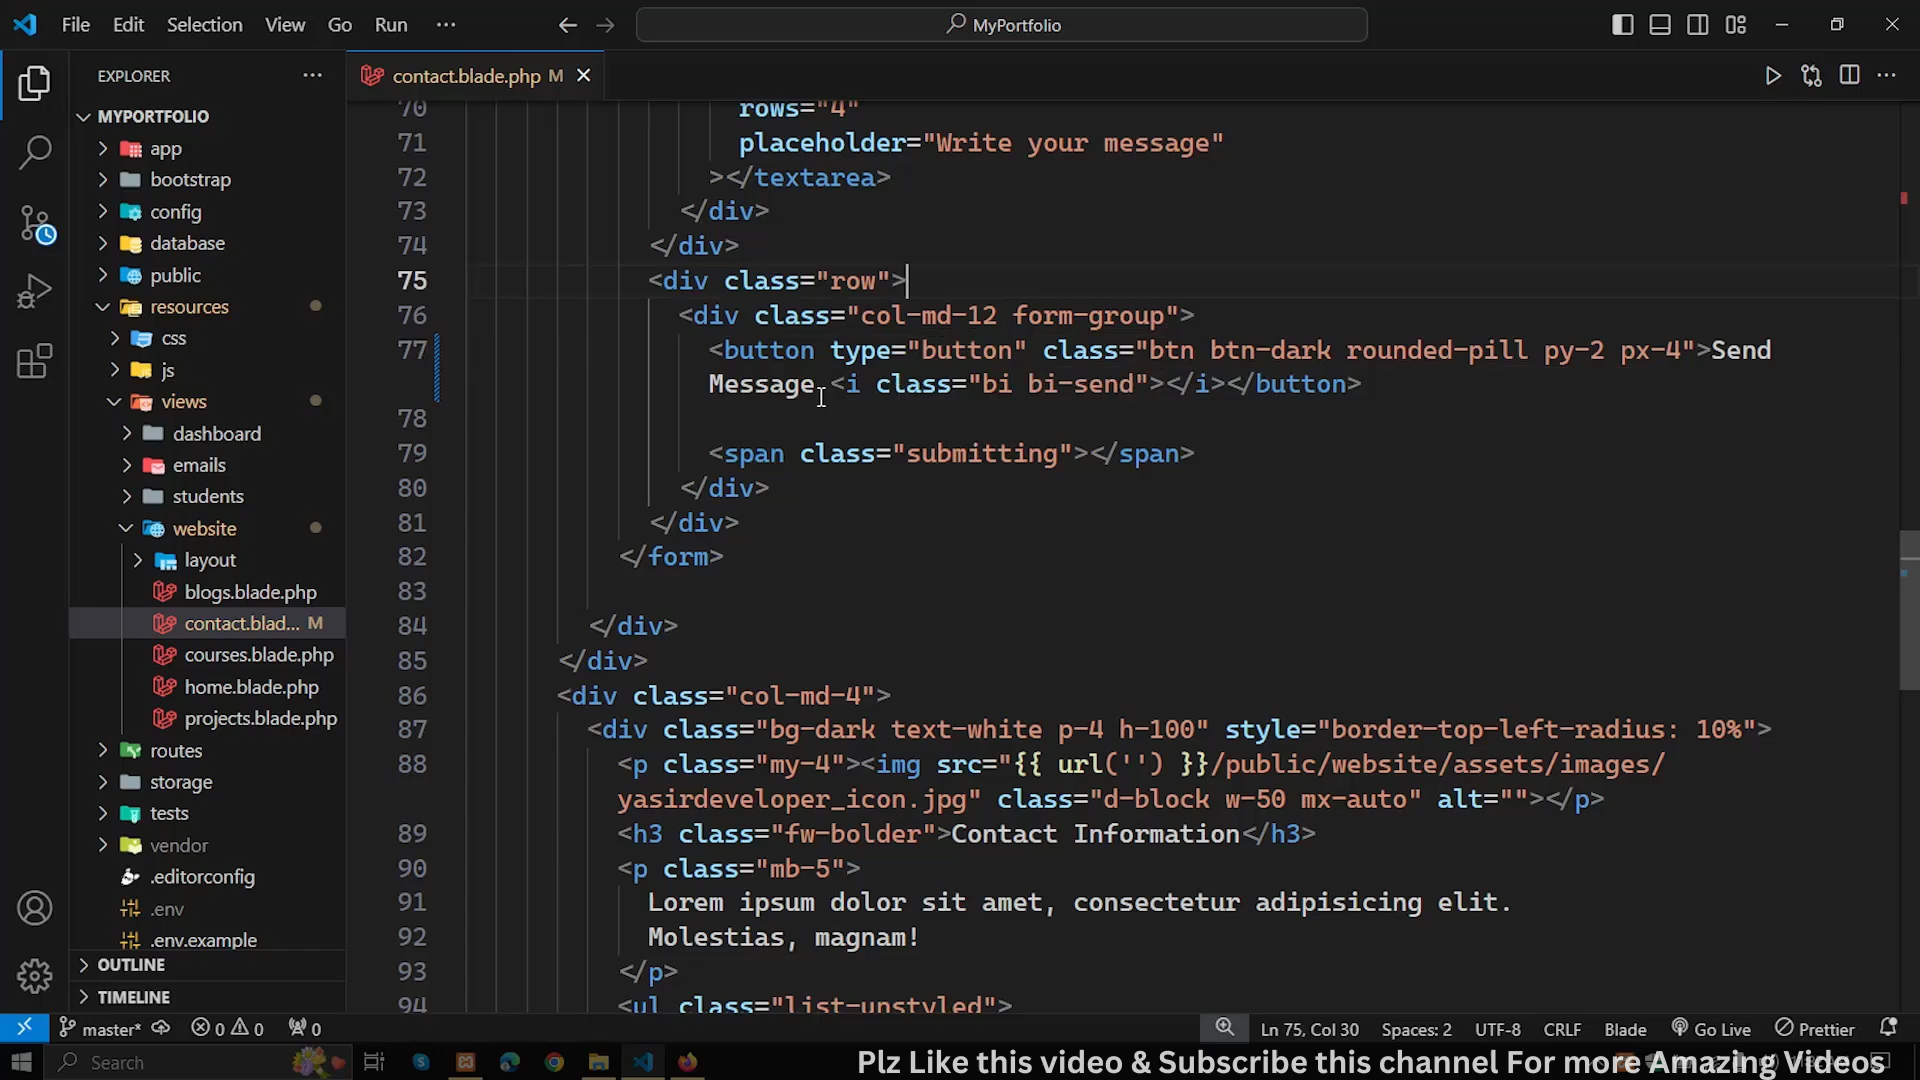 File Edit Selection View Go Run ···
MyPortfolio
EXPLORER ···
contact.blade.php M
MYPORTFOLIO
app
bootstrap
config
database
public
resources
css
js
views
dashboard
emails
students
website
layout
blogs.blade.php
contact.blad... M
courses.blade.php
home.blade.php
projects.blade.php
routes
storage
tests
vendor
.editorconfig
.env
.env.example
OUTLINE
TIMELINE
70 rows="4"
71 placeholder="Write your message"
72 ></textarea>
73 </div>
74 </div>
75 <div class="row">
76 <div class="col-md-12 form-group">
77 <button type="button" class="btn btn-dark rounded-pill py-2 px-4">Send
Message <i class="bi bi-send"></i></button>
78
79 <span class="submitting"></span>
80 </div>
81 </div>
82 </form>
83
84 </div>
85 </div>
86 <div class="col-md-4">
87 <div class="bg-dark text-white p-4 h-100" style="border-top-left-radius: 10%">
88 <p class="my-4"><img src="{{ url('') }}/public/website/assets/images/
yasirdeveloper_icon.jpg" class="d-block w-50 mx-auto" alt=""></p>
89 <h3 class="fw-bolder">Contact Information</h3>
90 <p class="mb-5">
91 Lorem ipsum dolor sit amet, consectetur adipisicing elit.
92 Molestias, magnam!
93 </p>
94 <ul class="list-unstyled">
master* 0 0 0 Ln 75, Col 30 Spaces: 2 UTF-8 CRLF Blade Go Live Prettier
Search
Plz Like this video & Subscribe this channel For more Amazing Videos